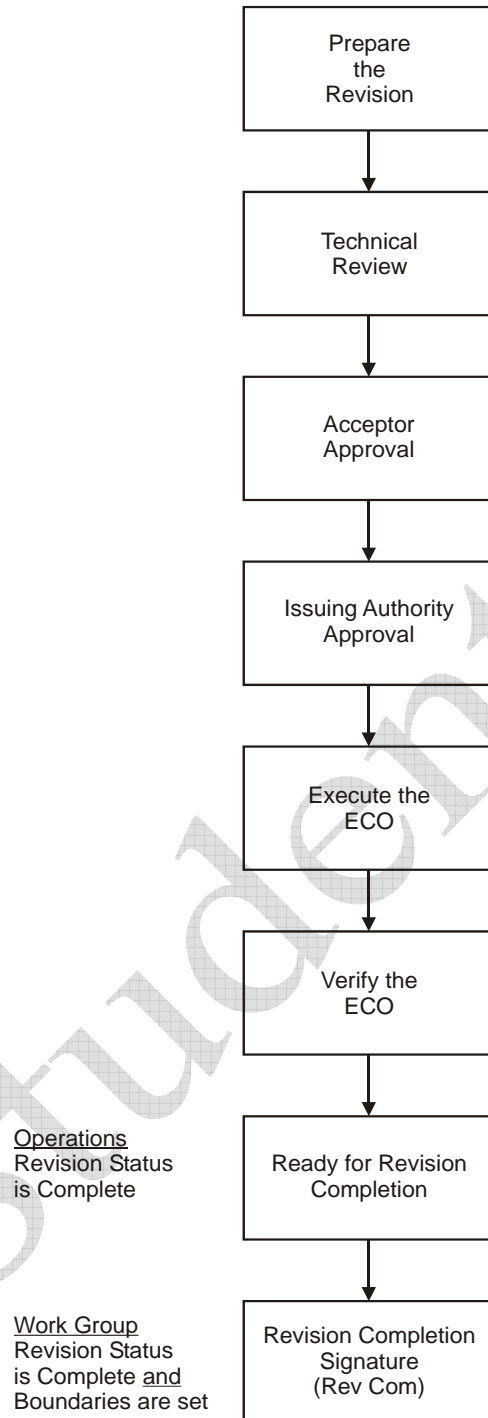 Prepare
the
Revision
Technical
Review
Acceptor
Approval
Issuing Authority
Approval
Execute the
ECO
Verify the
ECO
Operations
Revision Status
is Complete
Ready for Revision
Completion
Work Group
Revision Status
is Complete and
Boundaries are set
Revision Completion
Signature
(Rev Com)
Student